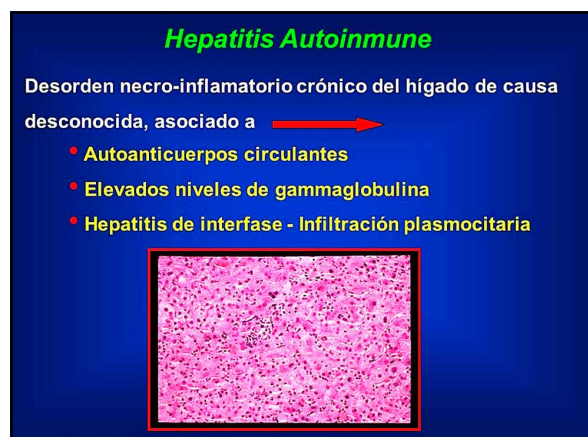 Hepatitis Autoinmune
Desorden necro-inflamatorio crónico del hígado de causa
desconocida, asociado a
• Autoanticuerpos circulantes
• Elevados niveles de gammaglobulina
• Hepatitis de interfase - Infiltración plasmocitaria